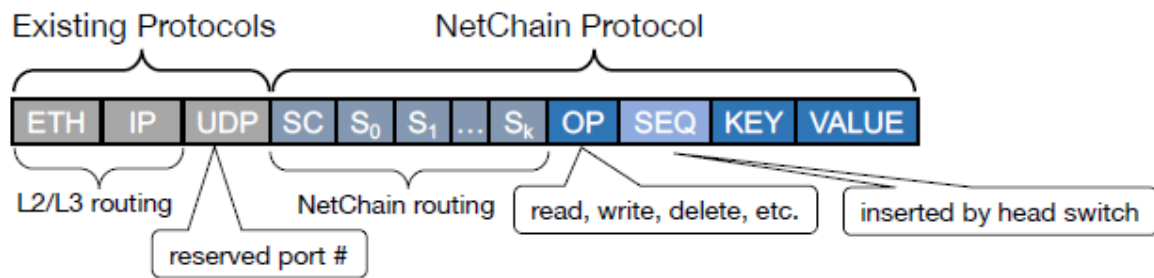 Existing Protocols NetChain Protocol
ETH IP UDP SC S0 S1 ... Sk OP SEQ KEY VALUE
L2/L3 routing NetChain routing read, write, delete, etc. inserted by head switch
reserved port #